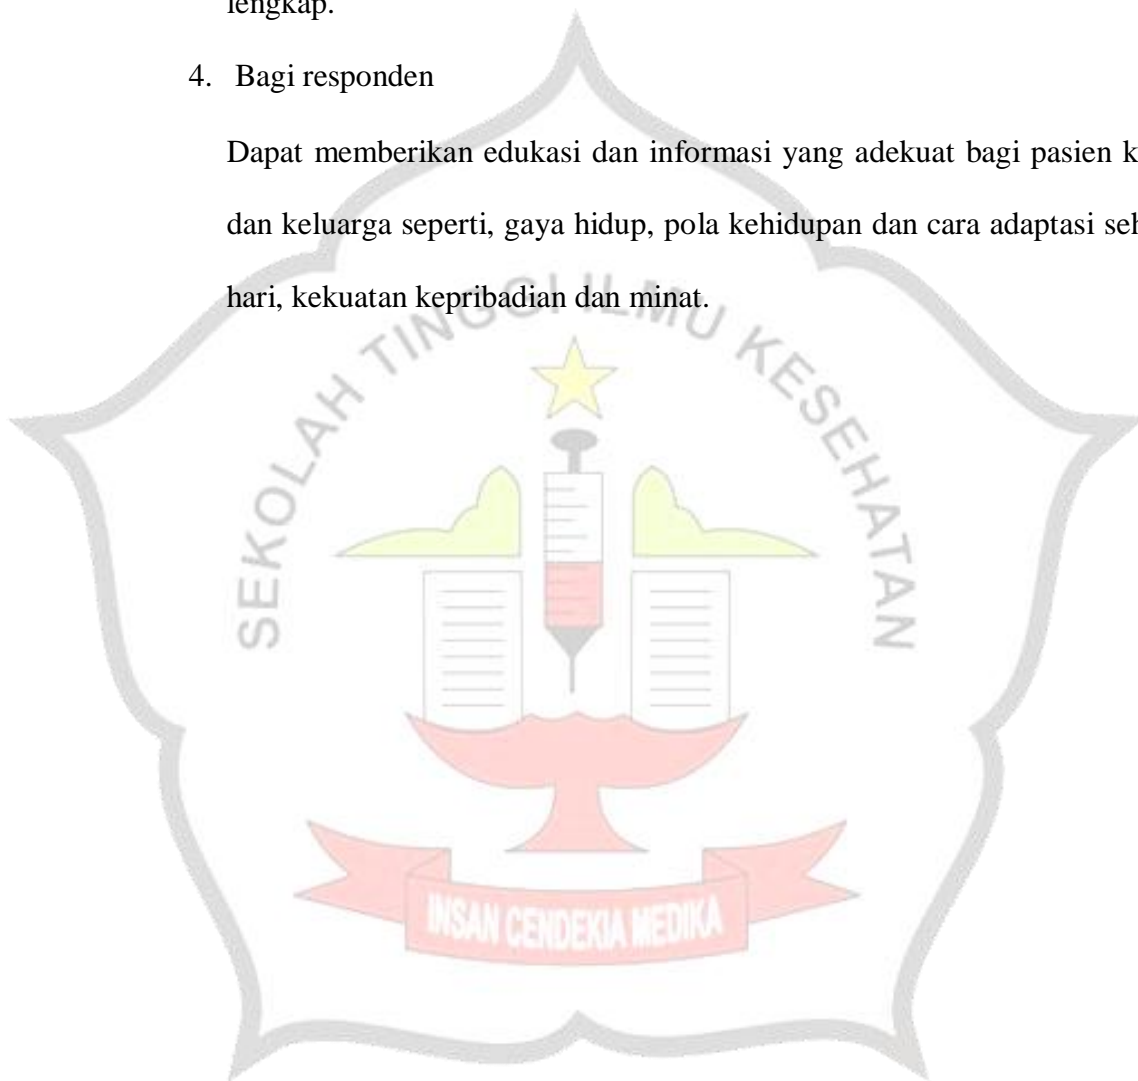 lengkap.
4. Bagi responden
Dapat memberikan edukasi dan informasi yang adekuat bagi pasien
dan keluarga seperti, gaya hidup, pola kehidupan dan cara adaptasi
hari, kekuatan kepribadian dan minat.
SEKOLAH TINGGI ILMU KESEHATAN
INSAN CENDEKIA MEDIKA